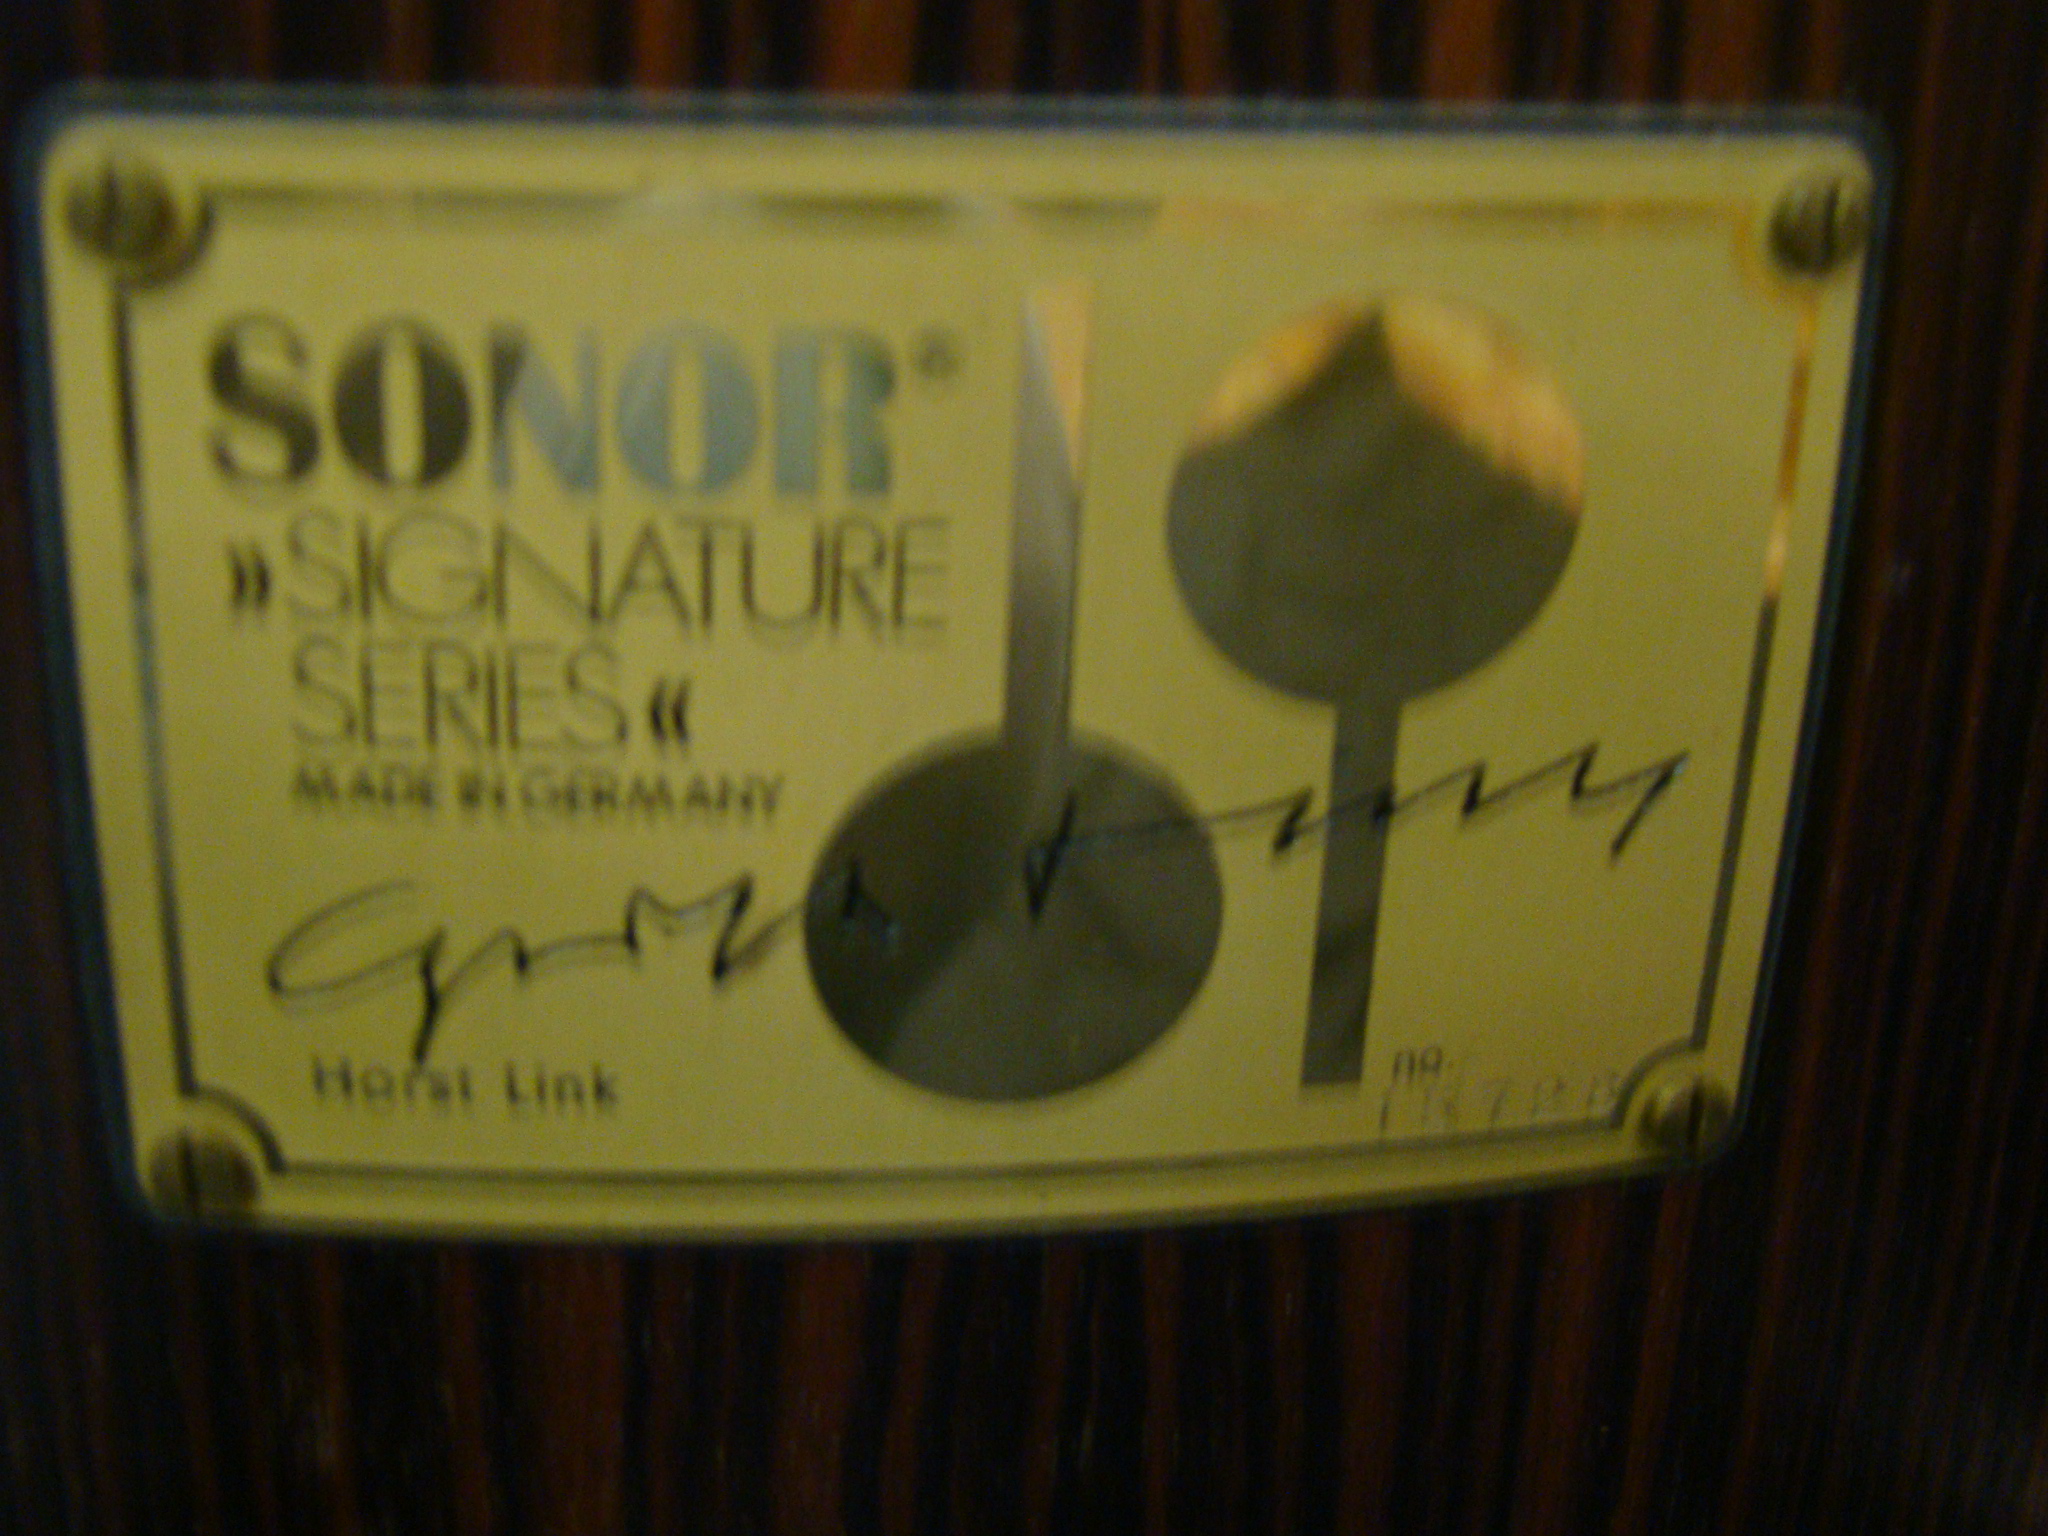 SONOR®
»SIGNATURE
SERIES«
MADE IN GERMANY
Horst Link
no.